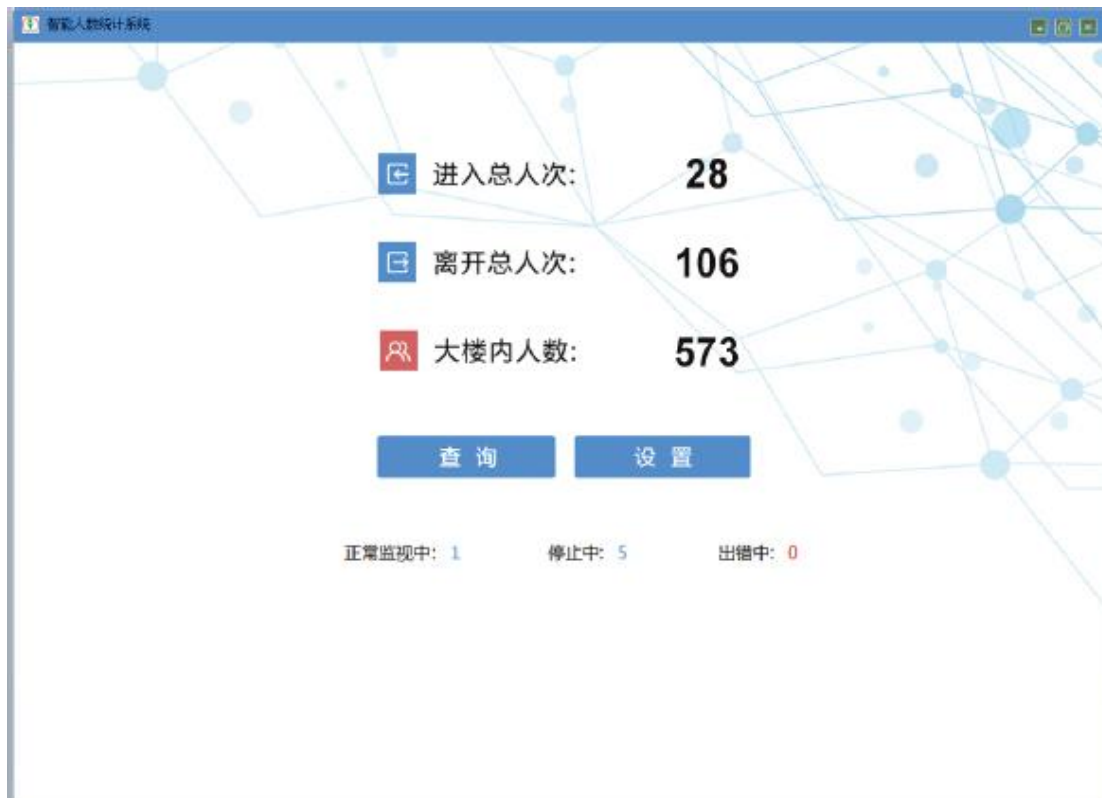 智能人数统计系统
进入总人次: 28
离开总人次: 106
大楼内人数: 573
查 询 设 置
正常监视中: 1 停止中: 5 出错中: 0